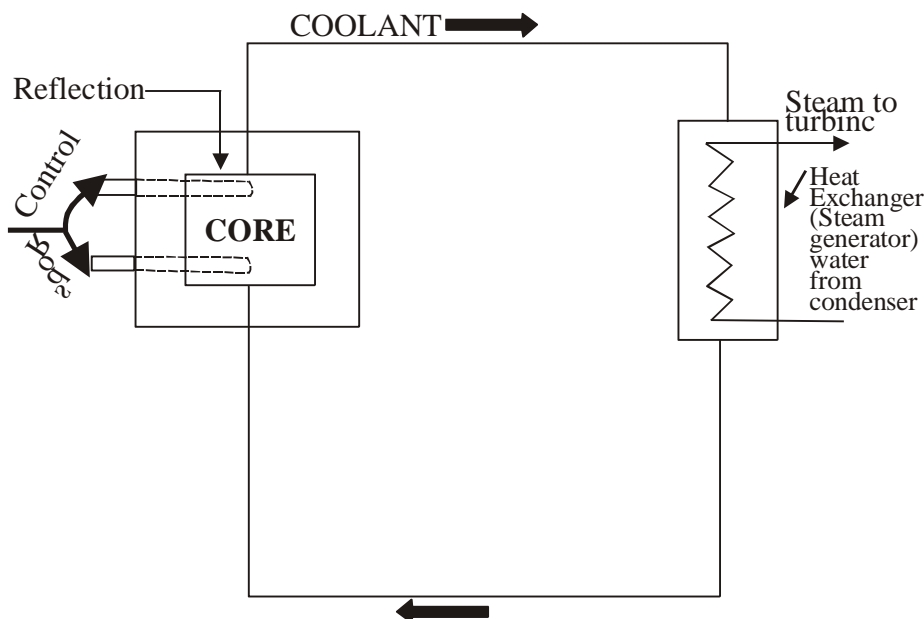 COOLANT
Reflection
Control
Rods
CORE
Steam to
turbinc
Heat
Exchanger
(Steam
generator)
water
from
condenser